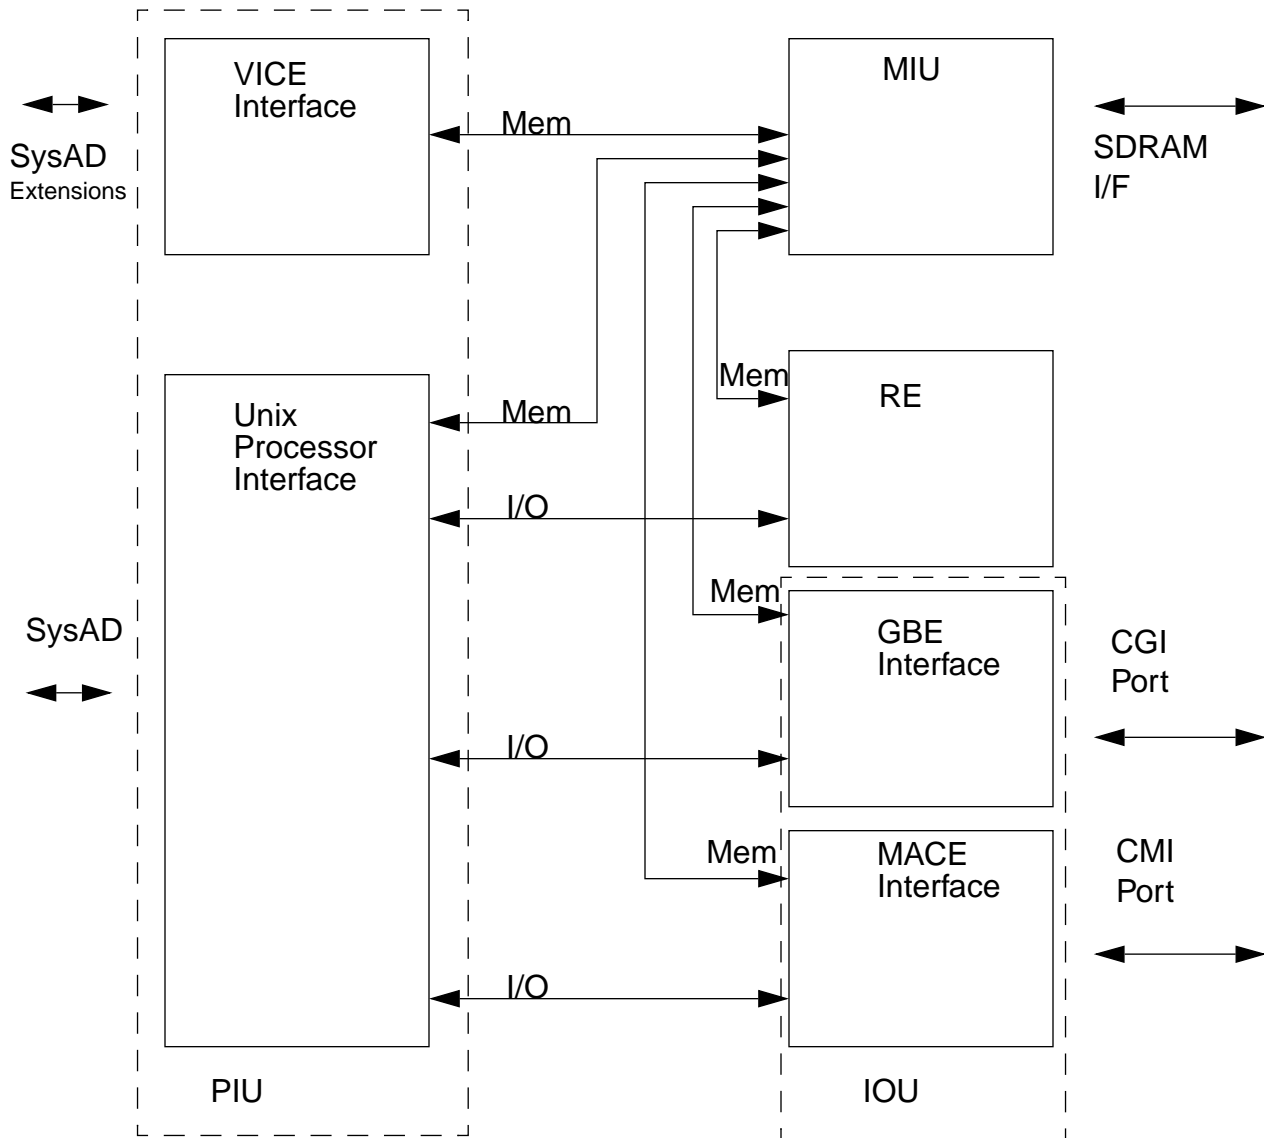 VICE
Interface
MIU
Mem
SysAD
Extensions
SDRAM
I/F
Mem
RE
Unix
Processor
Interface
Mem
I/O
Mem
SysAD
GBE
Interface
CGI
Port
I/O
Mem
MACE
Interface
CMI
Port
I/O
PIU
IOU